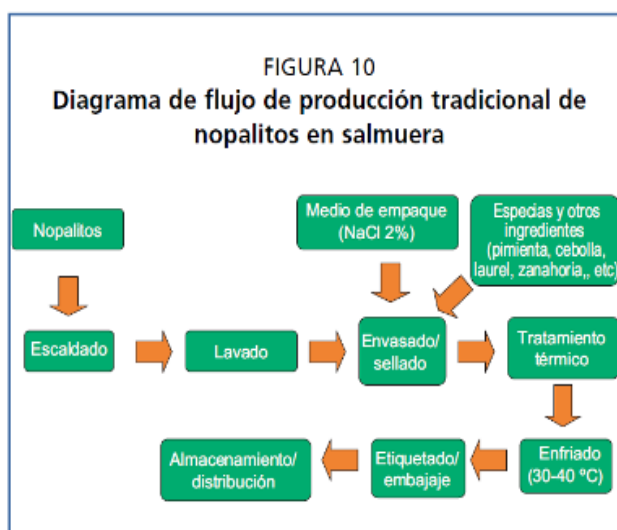 FIGURA 10
Diagrama de flujo de producción tradicional de
nopalitos en salmuera
Nopalitos
Medio de empaque
(NaCl 2%)
Especias y otros
ingredientes
(pimienta, cebolla,
laurel, zanahoria,, etc)
Escaldado
Lavado
Envasado/
sellado
Tratamiento
térmico
Almacenamiento/
distribución
Etiquetado/
embajaje
Enfriado
(30-40 ºC)